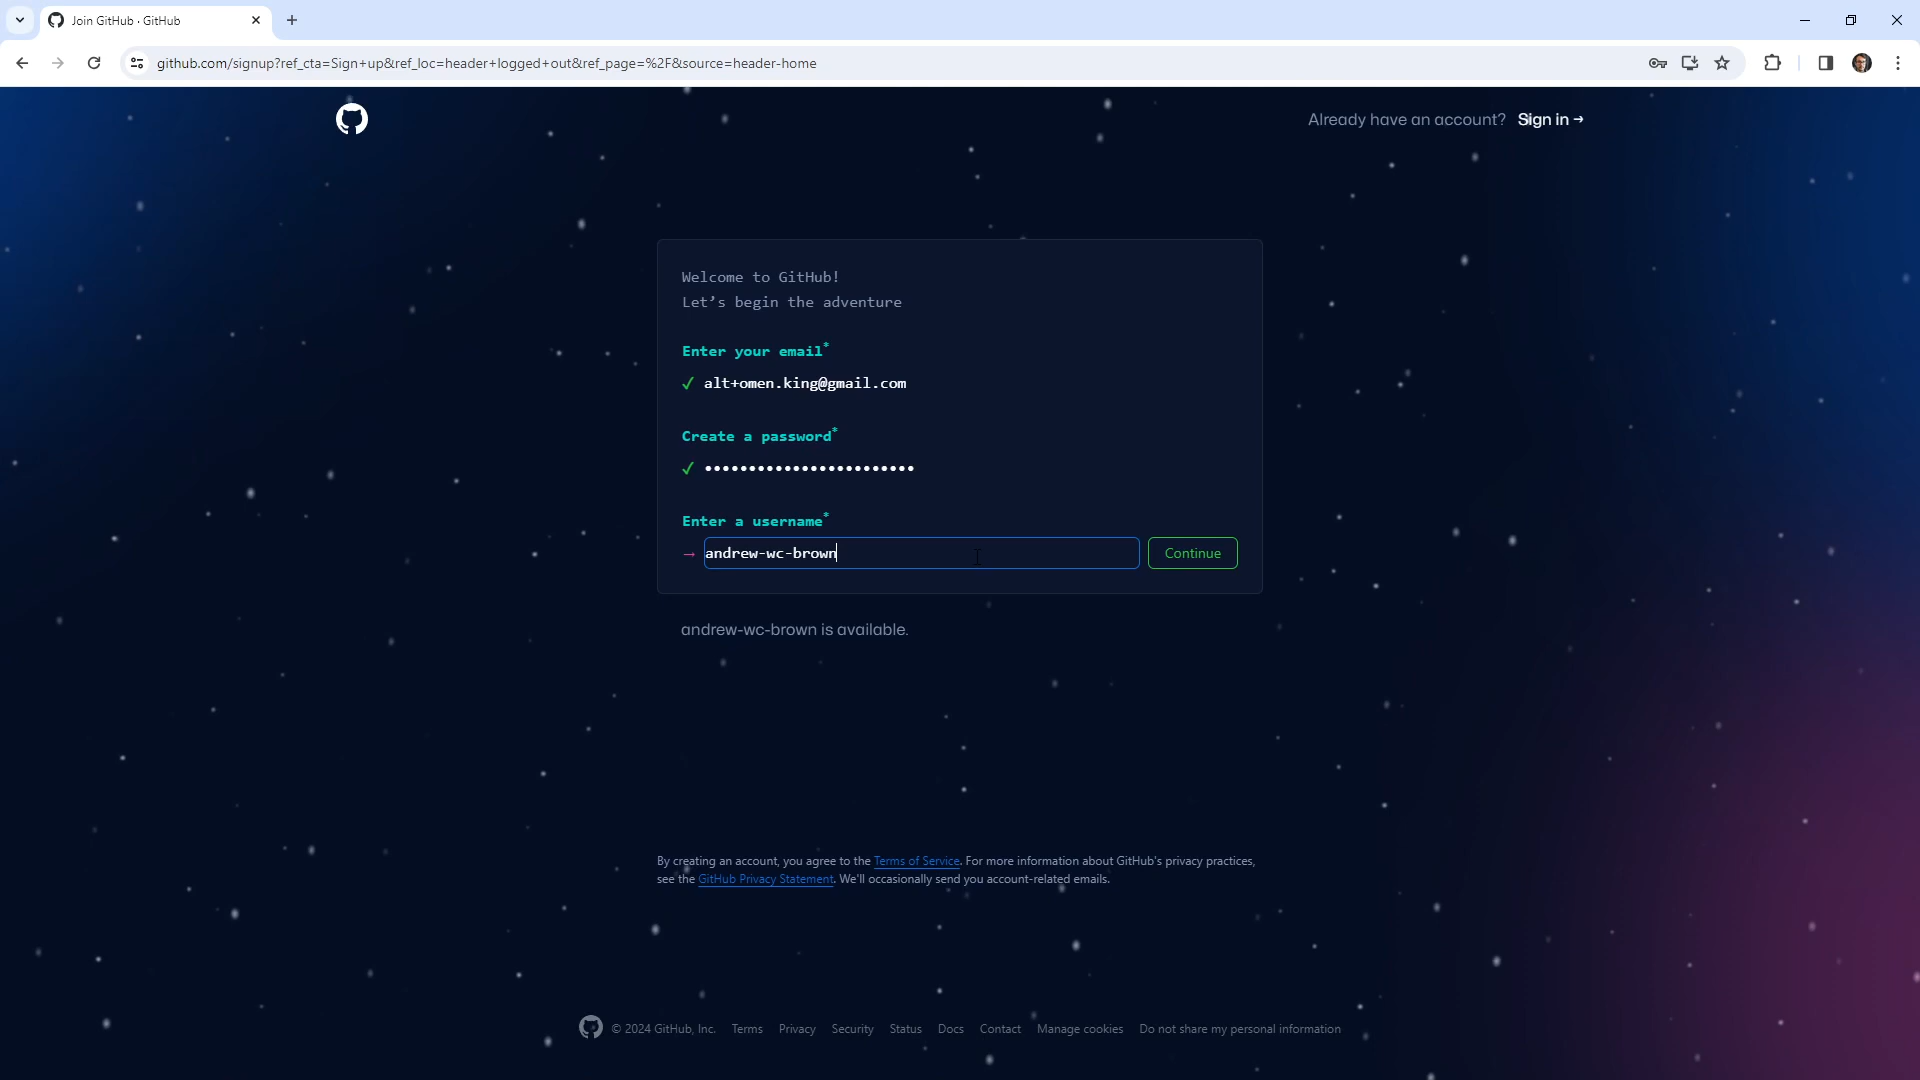 Join GitHub · GitHub
github.com/signup?ref_cta=Sign+up&ref_loc=header+logged+out&ref_page=%2F&source=header-home
Already have an account? Sign in →
Welcome to GitHub!
Let’s begin the adventure
Enter your email*
✓ alt+omen.king@gmail.com
Create a password*
✓ ••••••••••••••••••••••••
Enter a username*
→ andrew-wc-brown Continue
andrew-wc-brown is available.
By creating an account, you agree to the Terms of Service. For more information about GitHub's privacy practices,
see the GitHub Privacy Statement. We'll occasionally send you account-related emails.
© 2024 GitHub, Inc. Terms Privacy Security Status Docs Contact Manage cookies Do not share my personal information